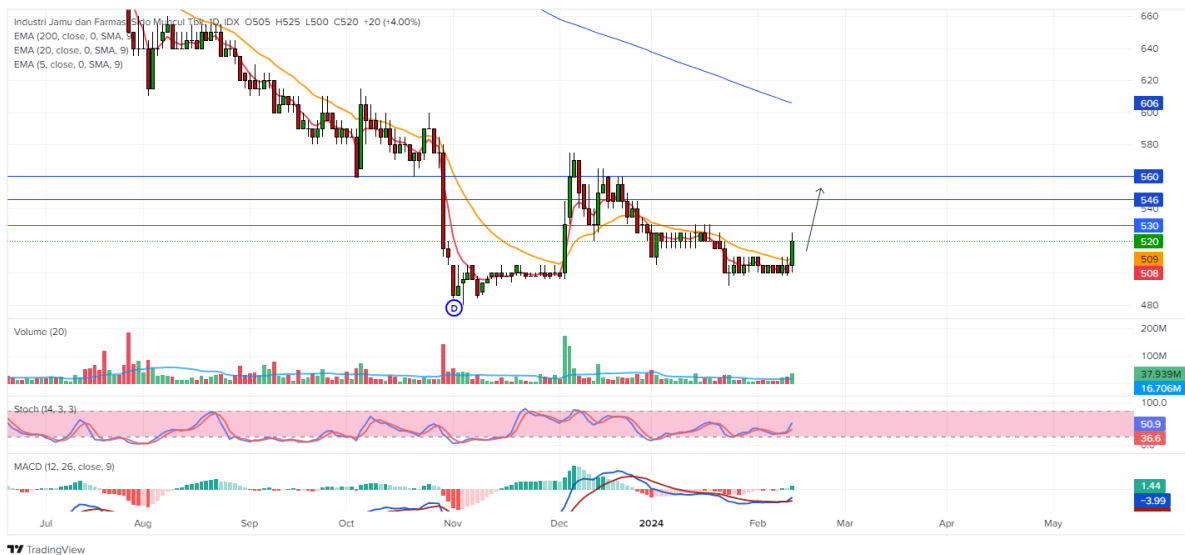 Industri Jamu dan Farmasi Sido Muncul Tbk, 1D, IDX O505 H525 L500 C520 +20 (+4.00%)
EMA (200, close, 0, SMA, 9)
EMA (20, close, 0, SMA, 9)
EMA (5, close, 0, SMA, 9)
660
640
620
606
600
580
560
546
540
530
520
509
508
480
D
Volume (20)
200M
100M
37.939M
16.706M
Stoch (14, 3, 3)
100.0
50.9
36.6
0.0
MACD (12, 26, close, 9)
1.44
−3.99
Jul Aug Sep Oct Nov Dec 2024 Feb Mar Apr May
TradingView